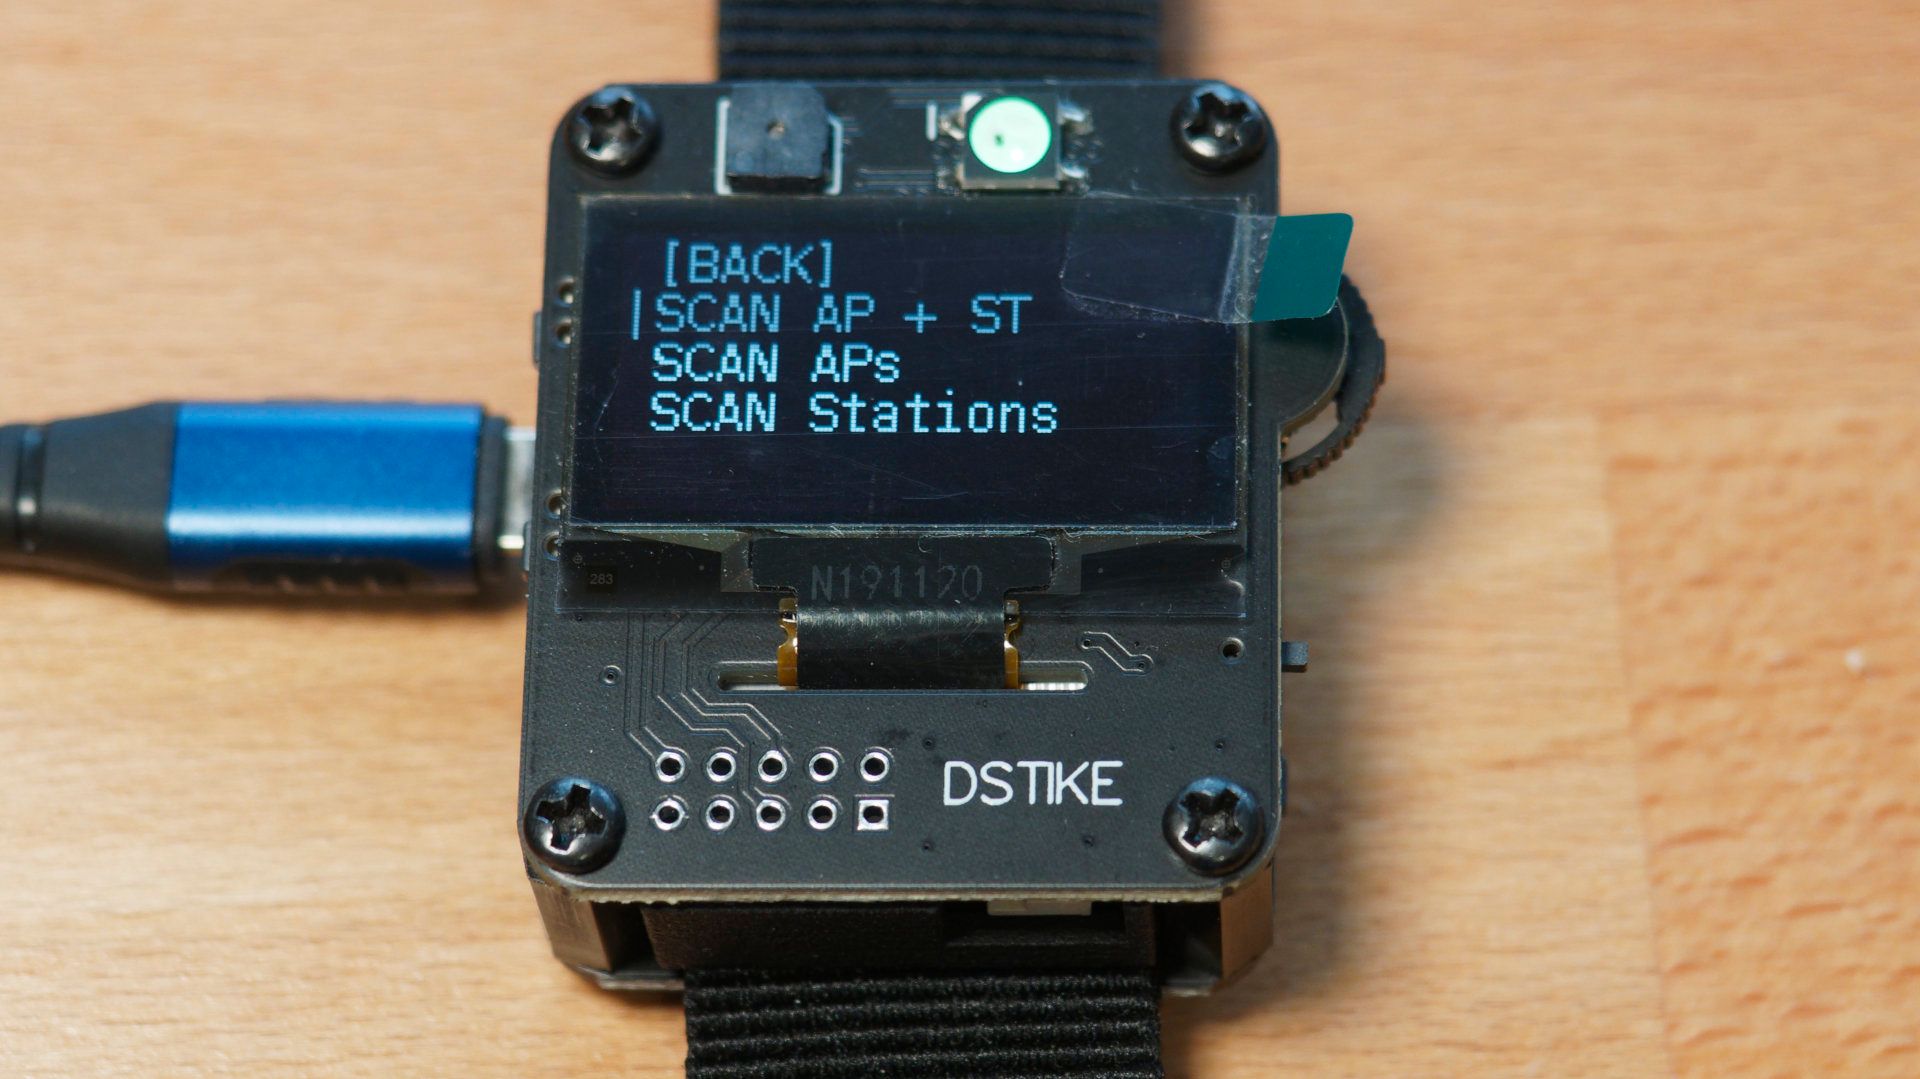 [BACK]
|SCAN AP + ST
SCAN APs
SCAN Stations
283
N191120
DSTIKE